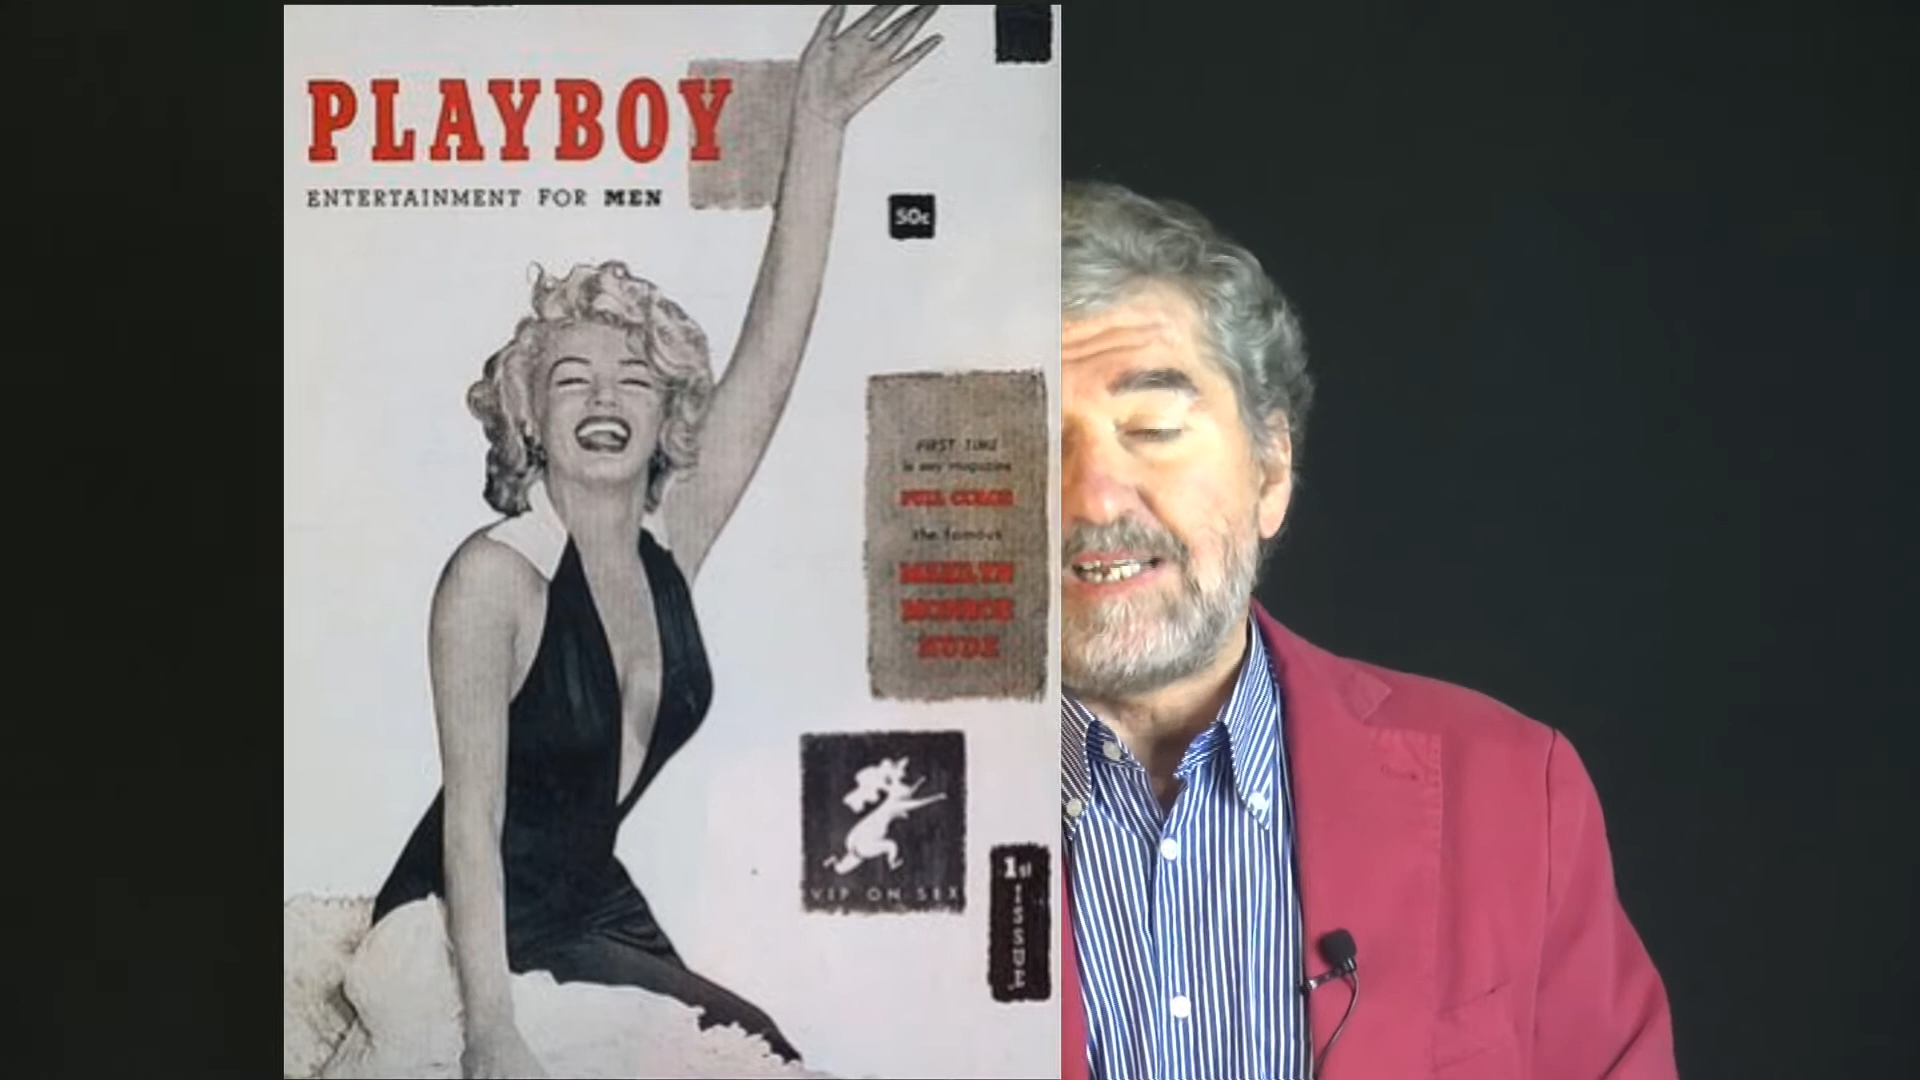 PLAYBOY
ENTERTAINMENT FOR MEN
50c
FIRST TIME
in any magazine
FULL COLOR
the famous
MARILYN
MONROE
NUDE
VIP ON SEX
1st
ISSUE